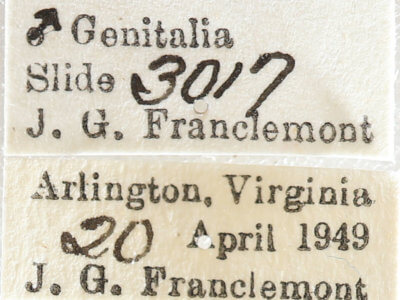 ♂ Genitalia
Slide 3017
J. G. Franclemont
Arlington, Virginia
20 April 1949
J. G. Franclemont